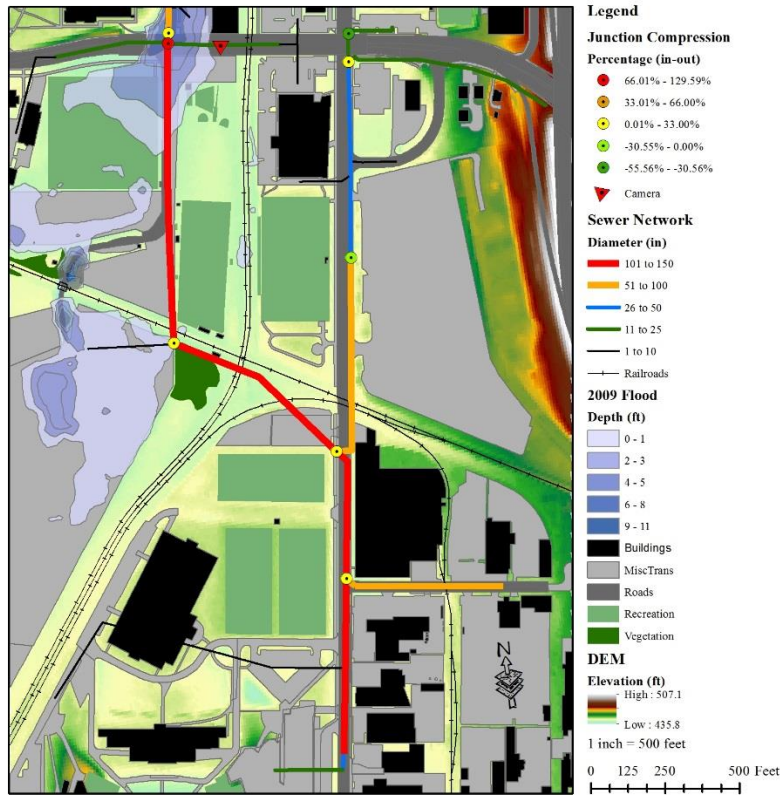 Legend
Junction Compression
Percentage (in-out)
66.01% - 129.59%
33.01% - 66.00%
0.01% - 33.00%
-30.55% - 0.00%
-55.56% - -30.56%
Camera
Sewer Network
Diameter (in)
101 to 150
51 to 100
26 to 50
11 to 25
1 to 10
Railroads
2009 Flood
Depth (ft)
0 - 1
2 - 3
4 - 5
6 - 8
9 - 11
Buildings
MiscTrans
Roads
Recreation
Vegetation
N
DEM
Elevation (ft)
High : 507.1
Low : 435.8
1 inch = 500 feet
0 125 250 500 Feet